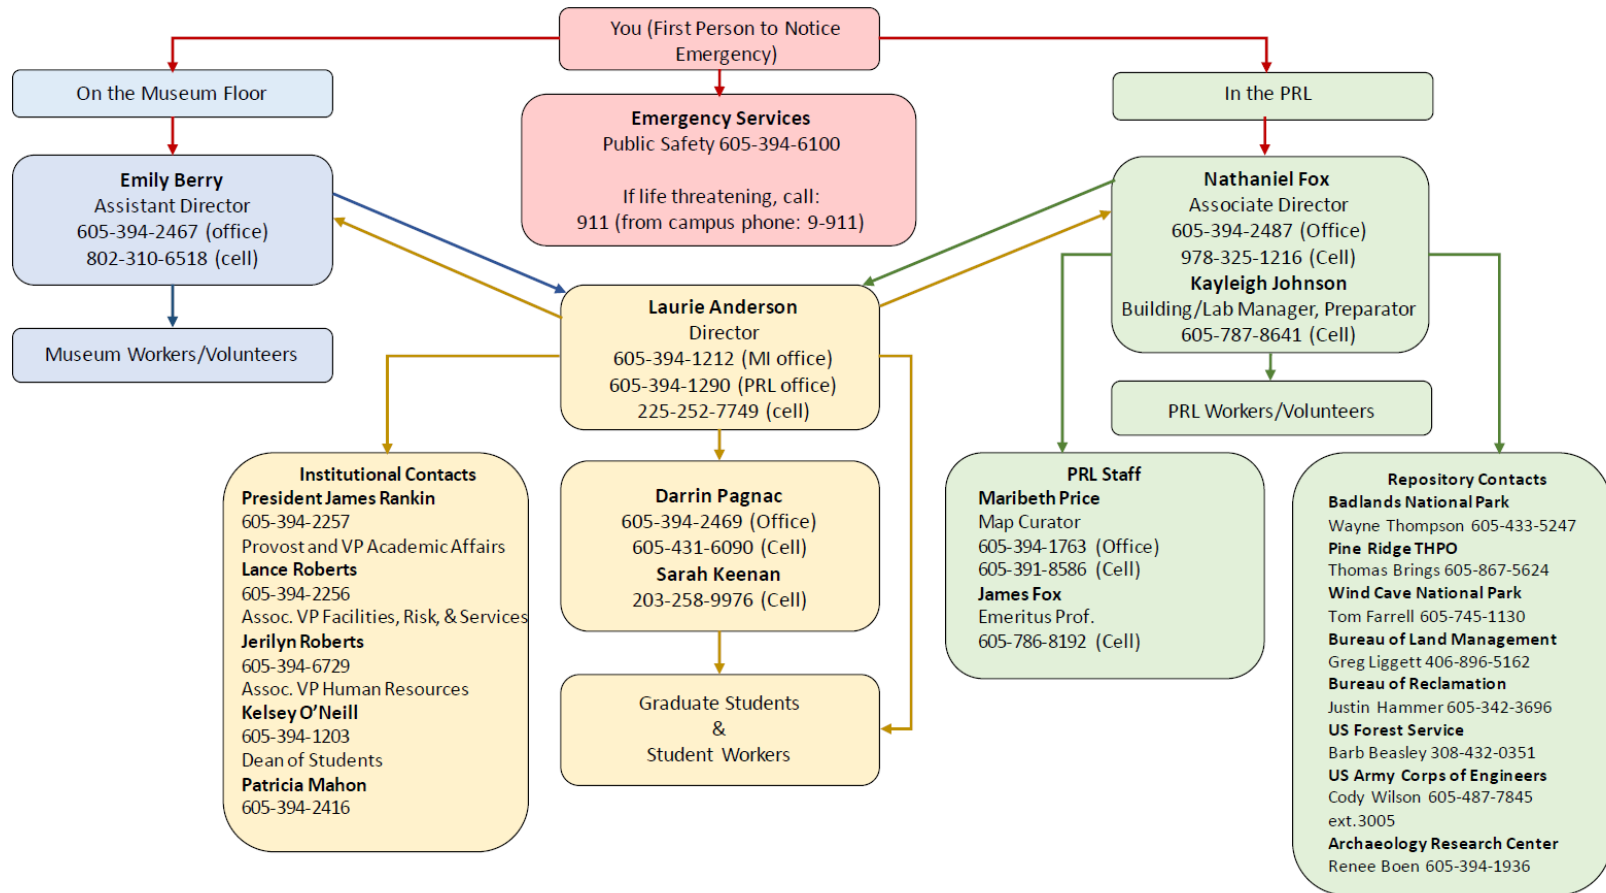 You (First Person to Notice
Emergency)
On the Museum Floor
In the PRL
Emergency Services
Public Safety 605-394-6100
If life threatening, call:
911 (from campus phone: 9-911)
Emily Berry
Assistant Director
605-394-2467 (office)
802-310-6518 (cell)
Nathaniel Fox
Associate Director
605-394-2487 (Office)
978-325-1216 (Cell)
Kayleigh Johnson
Building/Lab Manager, Preparator
605-787-8641 (Cell)
Laurie Anderson
Director
605-394-1212 (MI office)
605-394-1290 (PRL office)
225-252-7749 (cell)
Museum Workers/Volunteers
PRL Workers/Volunteers
Institutional Contacts
President James Rankin
605-394-2257
Provost and VP Academic Affairs
Lance Roberts
605-394-2256
Assoc. VP Facilities, Risk, & Services
Jerilyn Roberts
605-394-6729
Assoc. VP Human Resources
Kelsey O’Neill
605-394-1203
Dean of Students
Patricia Mahon
605-394-2416
Darrin Pagnac
605-394-2469 (Office)
605-431-6090 (Cell)
Sarah Keenan
203-258-9976 (Cell)
Graduate Students
&
Student Workers
PRL Staff
Maribeth Price
Map Curator
605-394-1763 (Office)
605-391-8586 (Cell)
James Fox
Emeritus Prof.
605-786-8192 (Cell)
Repository Contacts
Badlands National Park
Wayne Thompson 605-433-5247
Pine Ridge THPO
Thomas Brings 605-867-5624
Wind Cave National Park
Tom Farrell 605-745-1130
Bureau of Land Management
Greg Liggett 406-896-5162
Bureau of Reclamation
Justin Hammer 605-342-3696
US Forest Service
Barb Beasley 308-432-0351
US Army Corps of Engineers
Cody Wilson 605-487-7845
ext.3005
Archaeology Research Center
Renee Boen 605-394-1936